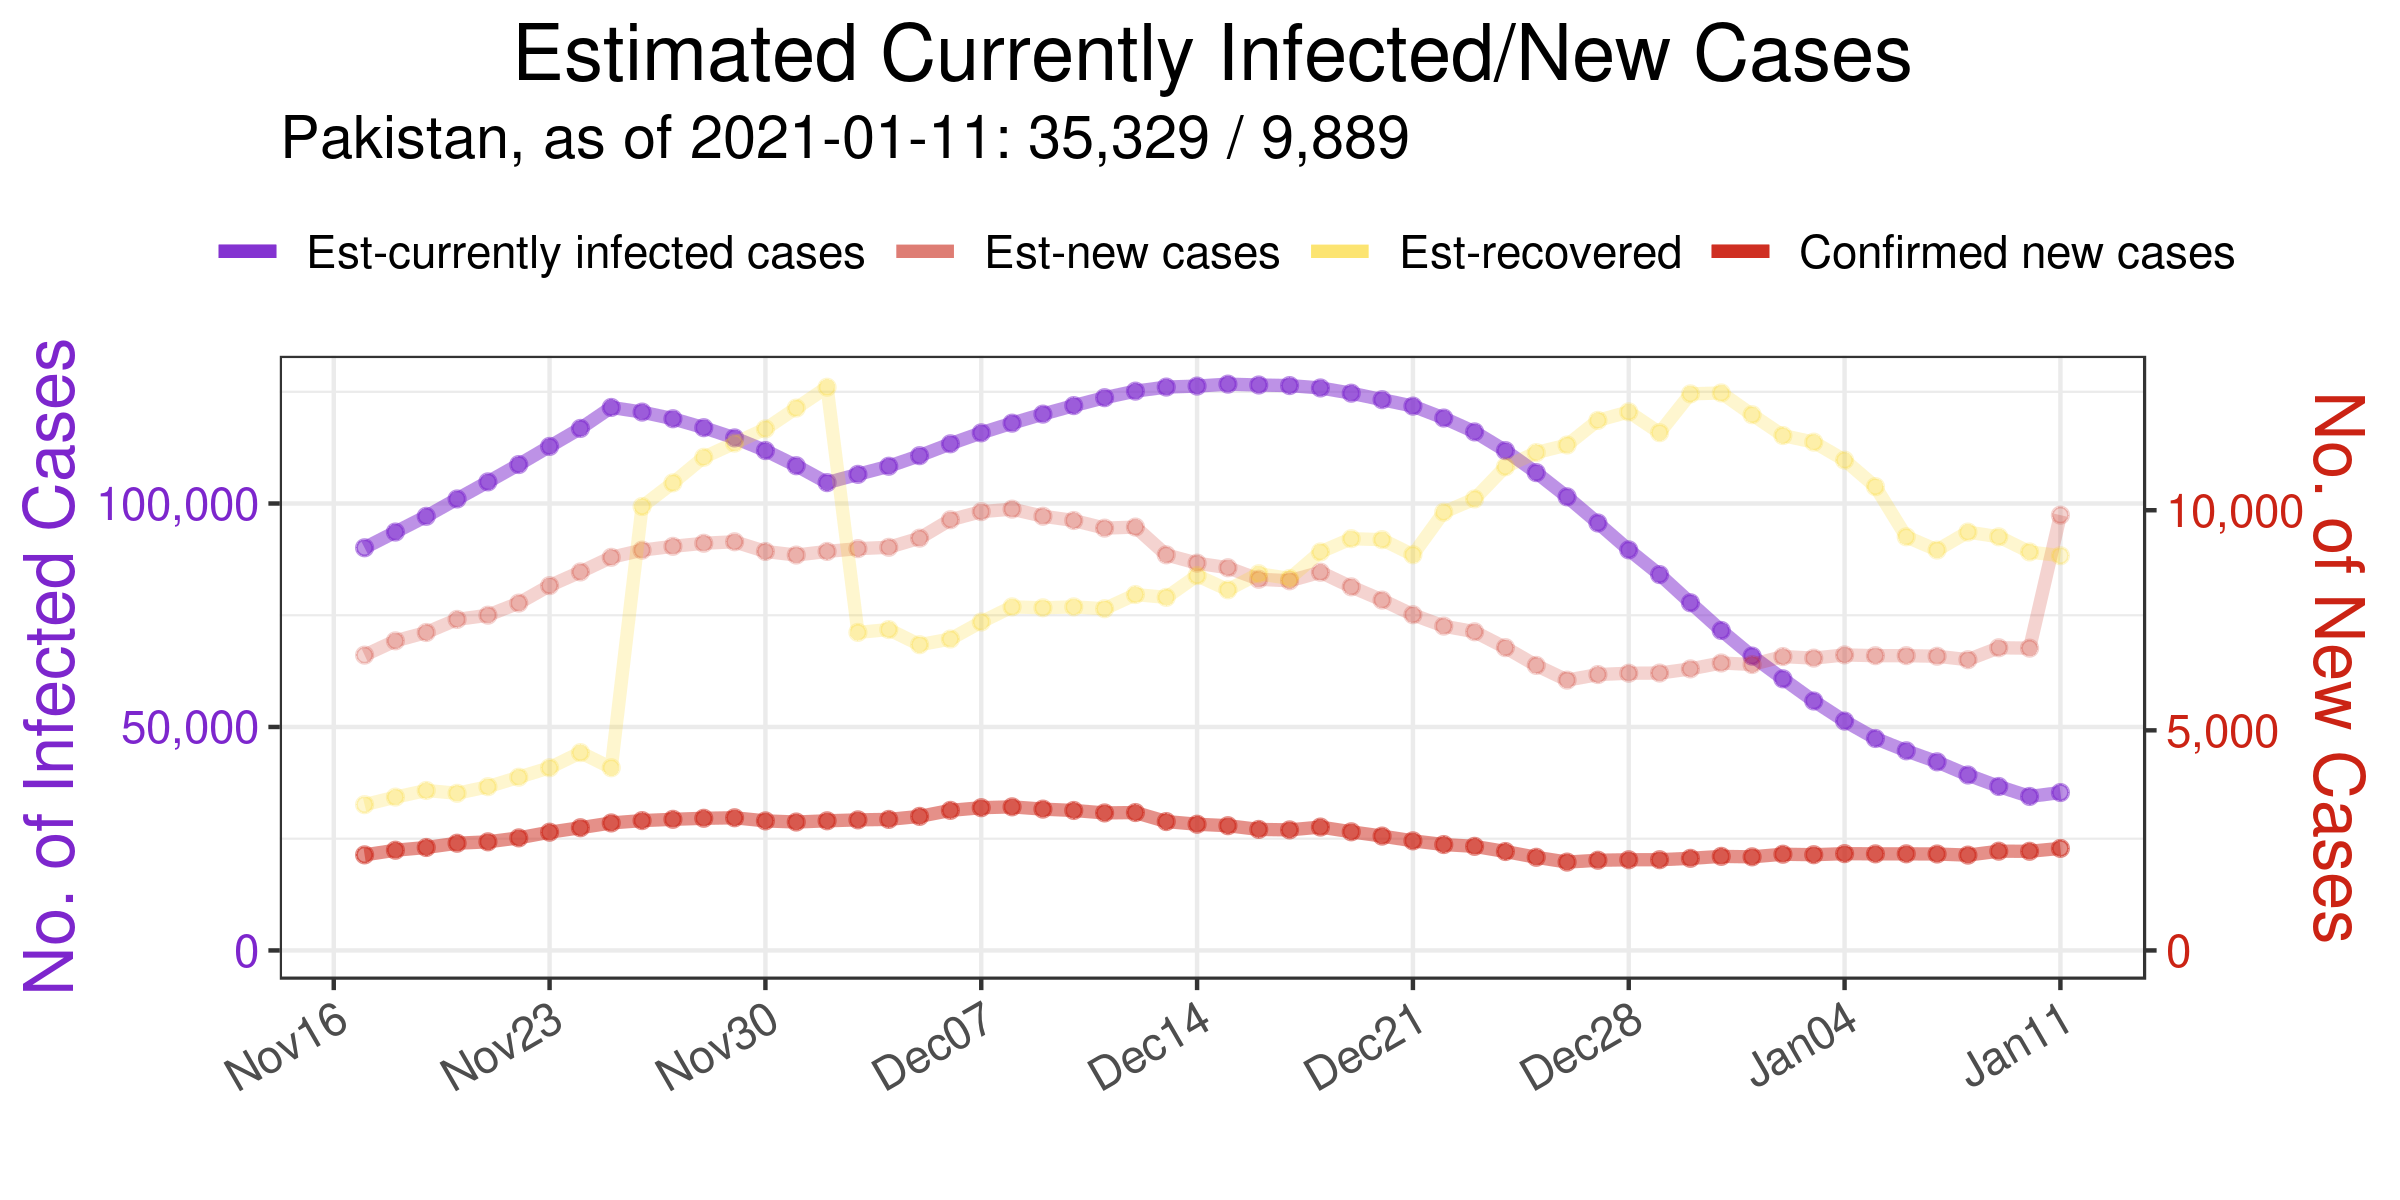 Estimated Currently Infected/New Cases
Pakistan, as of 2021-01-11: 35,329 / 9,889
Est-currently infected cases Est-new cases Est-recovered Confirmed new cases
No. of Infected Cases
100,000
50,000
0
10,000
5,000
0
No. of New Cases
Nov16 Nov23 Nov30 Dec07 Dec14 Dec21 Dec28 Jan04 Jan11